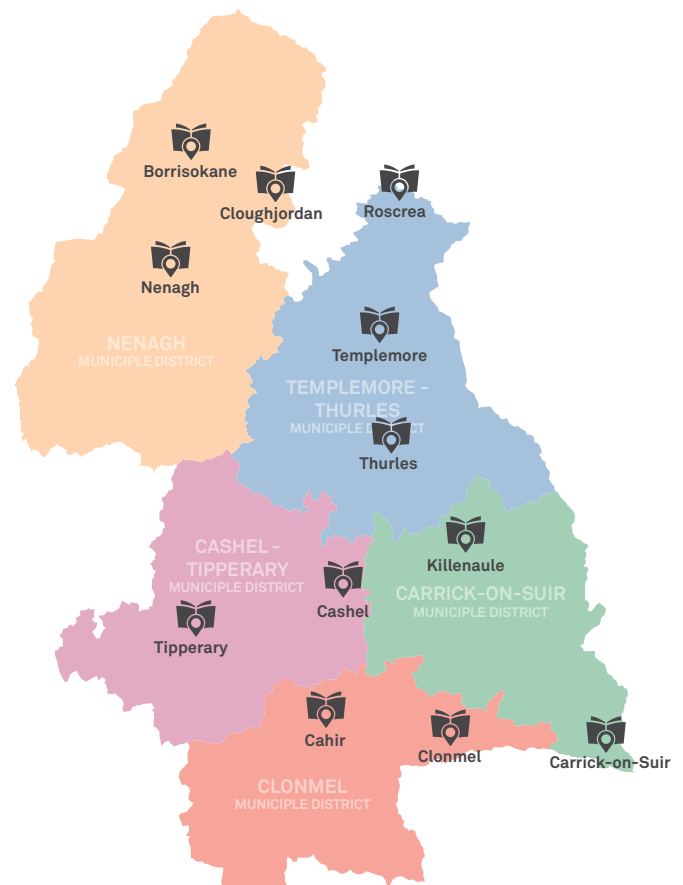 Borrisokane
Cloughjordan
Roscrea
Nenagh
NENAGH
MUNICIPLE DISTRICT
Templemore
TEMPLEMORE -
THURLES
MUNICIPLE DISTRICT
Thurles
CASHEL -
TIPPERARY
MUNICIPLE DISTRICT
Killenaule
CARRICK-ON-SUIR
MUNICIPLE DISTRICT
Cashel
Tipperary
Cahir
Clonmel
Carrick-on-Suir
CLONMEL
MUNICIPLE DISTRICT